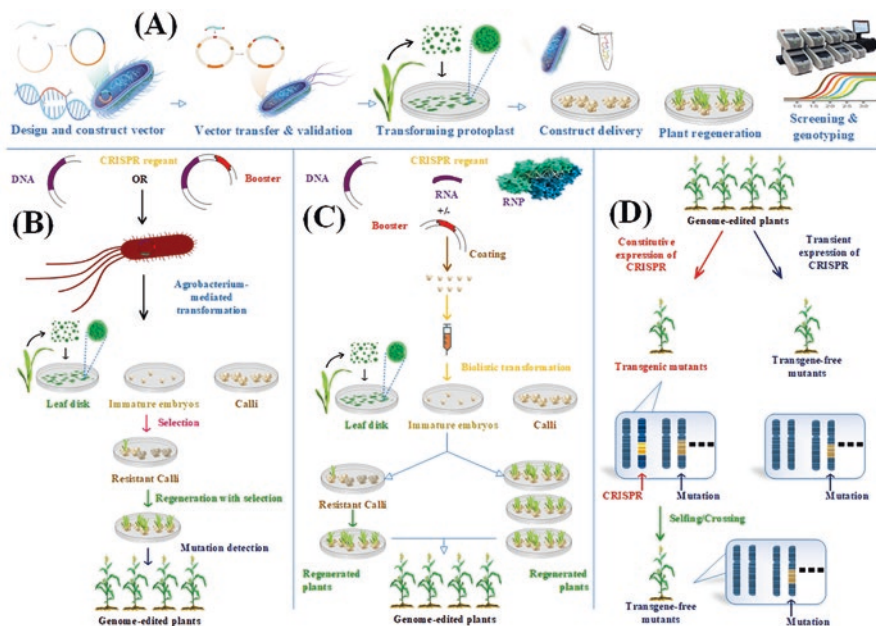 (A)
Design and construct vector
Vector transfer & validation
Transforming protoplast
Construct delivery
Plant regeneration
Screening &
genotyping
(B)
CRISPR regeant
DNA
OR
Booster
Agrobacterium-
mediated
transformation
Leaf disk
Immature embryos
Calli
Selection
Resistant Calli
Regeneration with selection
Mutation detection
Genome-edited plants
(C)
CRISPR regeant
DNA
RNA
RNP
+/-
Booster
Coating
Biolistic transformation
Leaf disk
Immature embryos
Calli
Resistant Calli
Regenerated
plants
Regenerated
plants
Genome-edited plants
(D)
Genome-edited plants
Constitutive
expression of
CRISPR
Transient
expression of
CRISPR
Transgenic mutants
Transgene-free
mutants
CRISPR
Mutation
Mutation
Selfing/Crossing
Transgene-free
mutants
Mutation